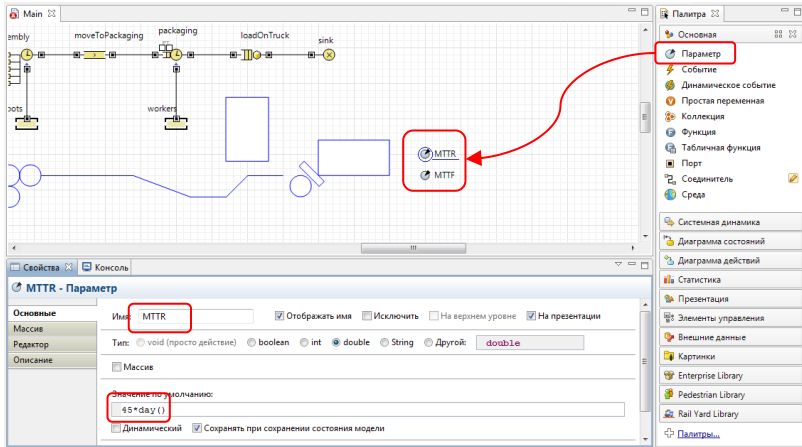 Main
embly
moveToPackaging
packaging
loadOnTruck
sink
workers
MTTR
MTTF
Палитра
Основная
Параметр
Событие
Динамическое событие
Простая переменная
Коллекция
Функция
Табличная функция
Порт
Соединитель
Среда
Системная динамика
Диаграмма состояний
Диаграмма действий
Статистика
Презентация
Элементы управления
Внешние данные
Картинки
Enterprise Library
Pedestrian Library
Rail Yard Library
Палитры...
Свойства Консоль
MTTR - Параметр
Основные
Массив
Редактор
Описание
Имя: MTTR Отображать имя Исключить На верхнем уровне На презентации
Тип: void (просто действие) boolean int double String Другой: double
Массив
Значение по умолчанию:
45*day()
Динамический Сохранять при сохранении состояния модели